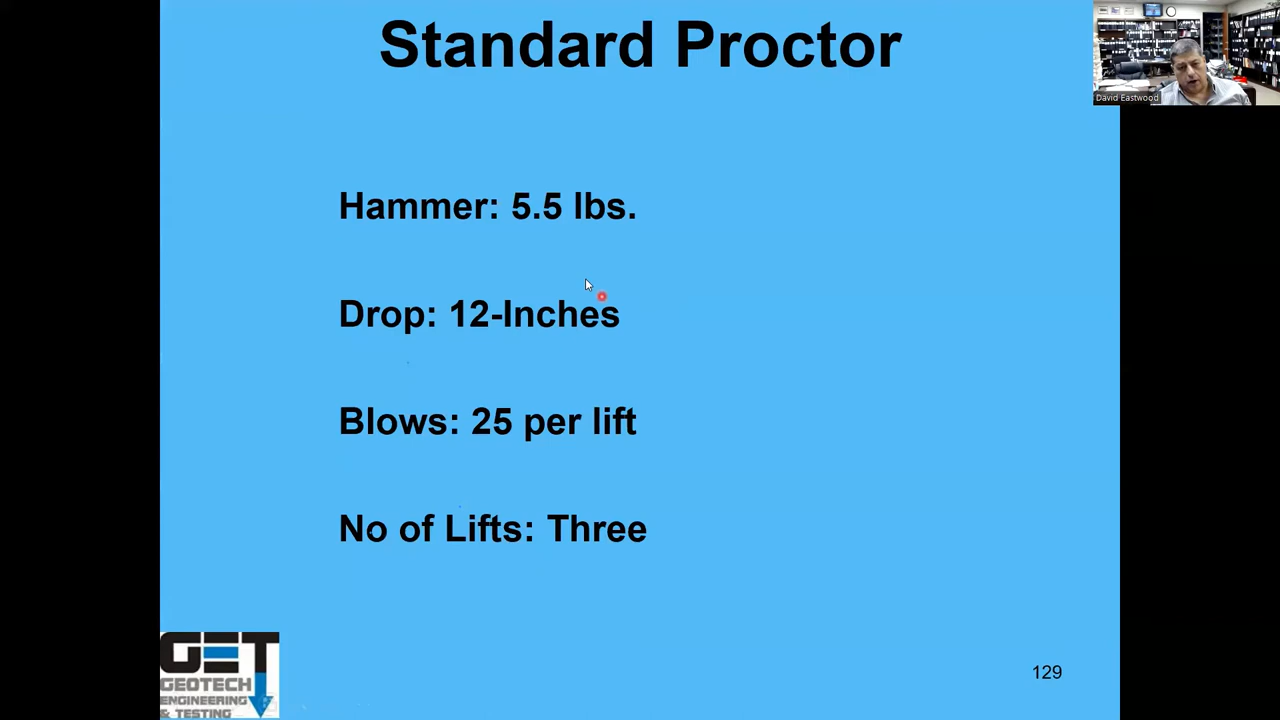 Standard Proctor
David Eastwood
Hammer: 5.5 lbs.
Drop: 12-Inches
Blows: 25 per lift
No of Lifts: Three
GET
GEOTECH
ENGINEERING
& TESTING
129